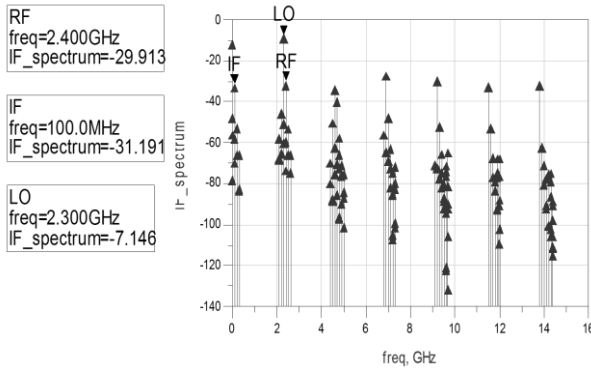 RF
freq=2.400GHz
IF_spectrum=-29.913
IF
freq=100.0MHz
IF_spectrum=-31.191
LO
freq=2.300GHz
IF_spectrum=-7.146
LO
IF
RF
IF_spectrum
0
-20
-40
-60
-80
-100
-120
-140
0 2 4 6 8 10 12 14 16
freq, GHz